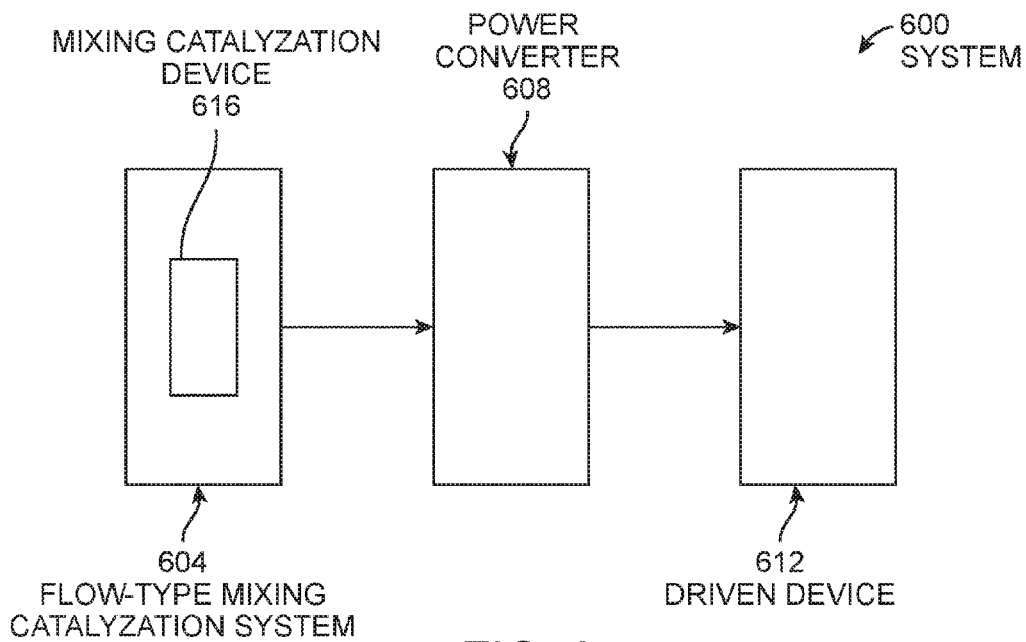 MIXING CATALYZATION
DEVICE
616
POWER
CONVERTER
608
600
SYSTEM
604
FLOW-TYPE MIXING
CATALYZATION SYSTEM
612
DRIVEN DEVICE